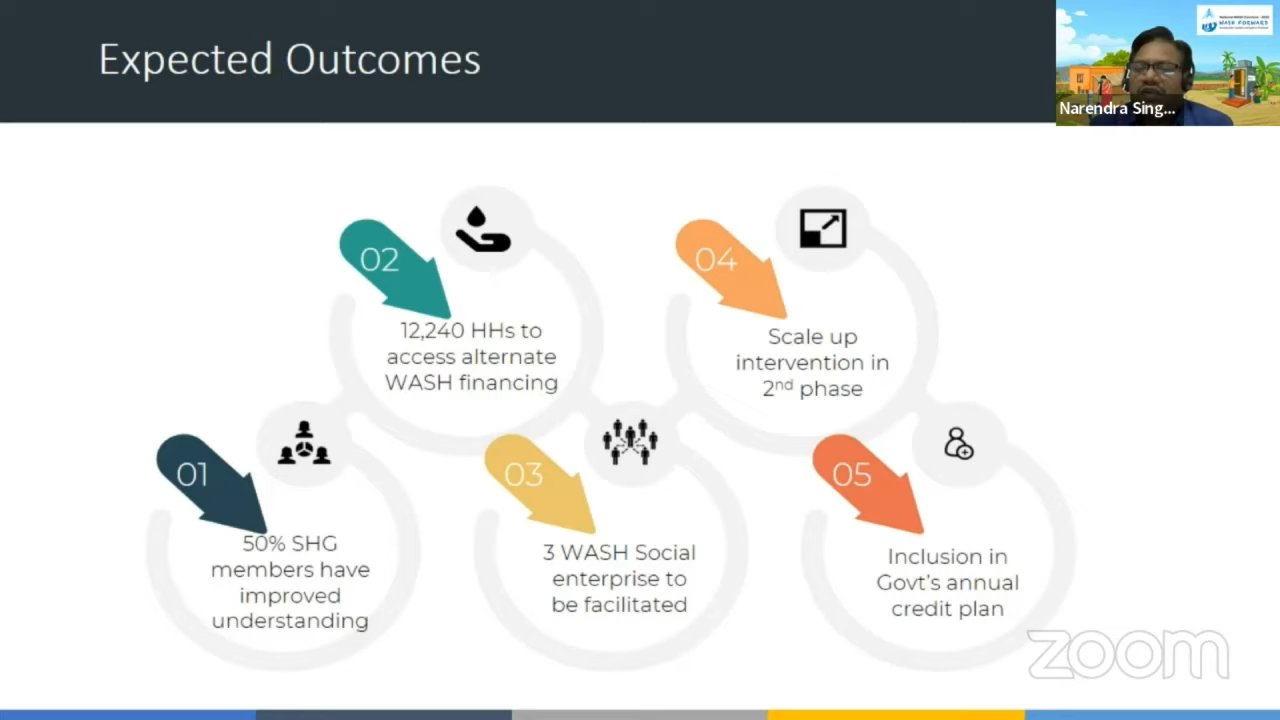 Expected Outcomes
WASH FORWARD
Narendra Sing...
01
50% SHG
members have
improved
understanding
02
12,240 HHs to
access alternate
WASH financing
03
3 WASH Social
enterprise to
be facilitated
04
Scale up
intervention in
2nd phase
05
Inclusion in
Govt's annual
credit plan
zoom